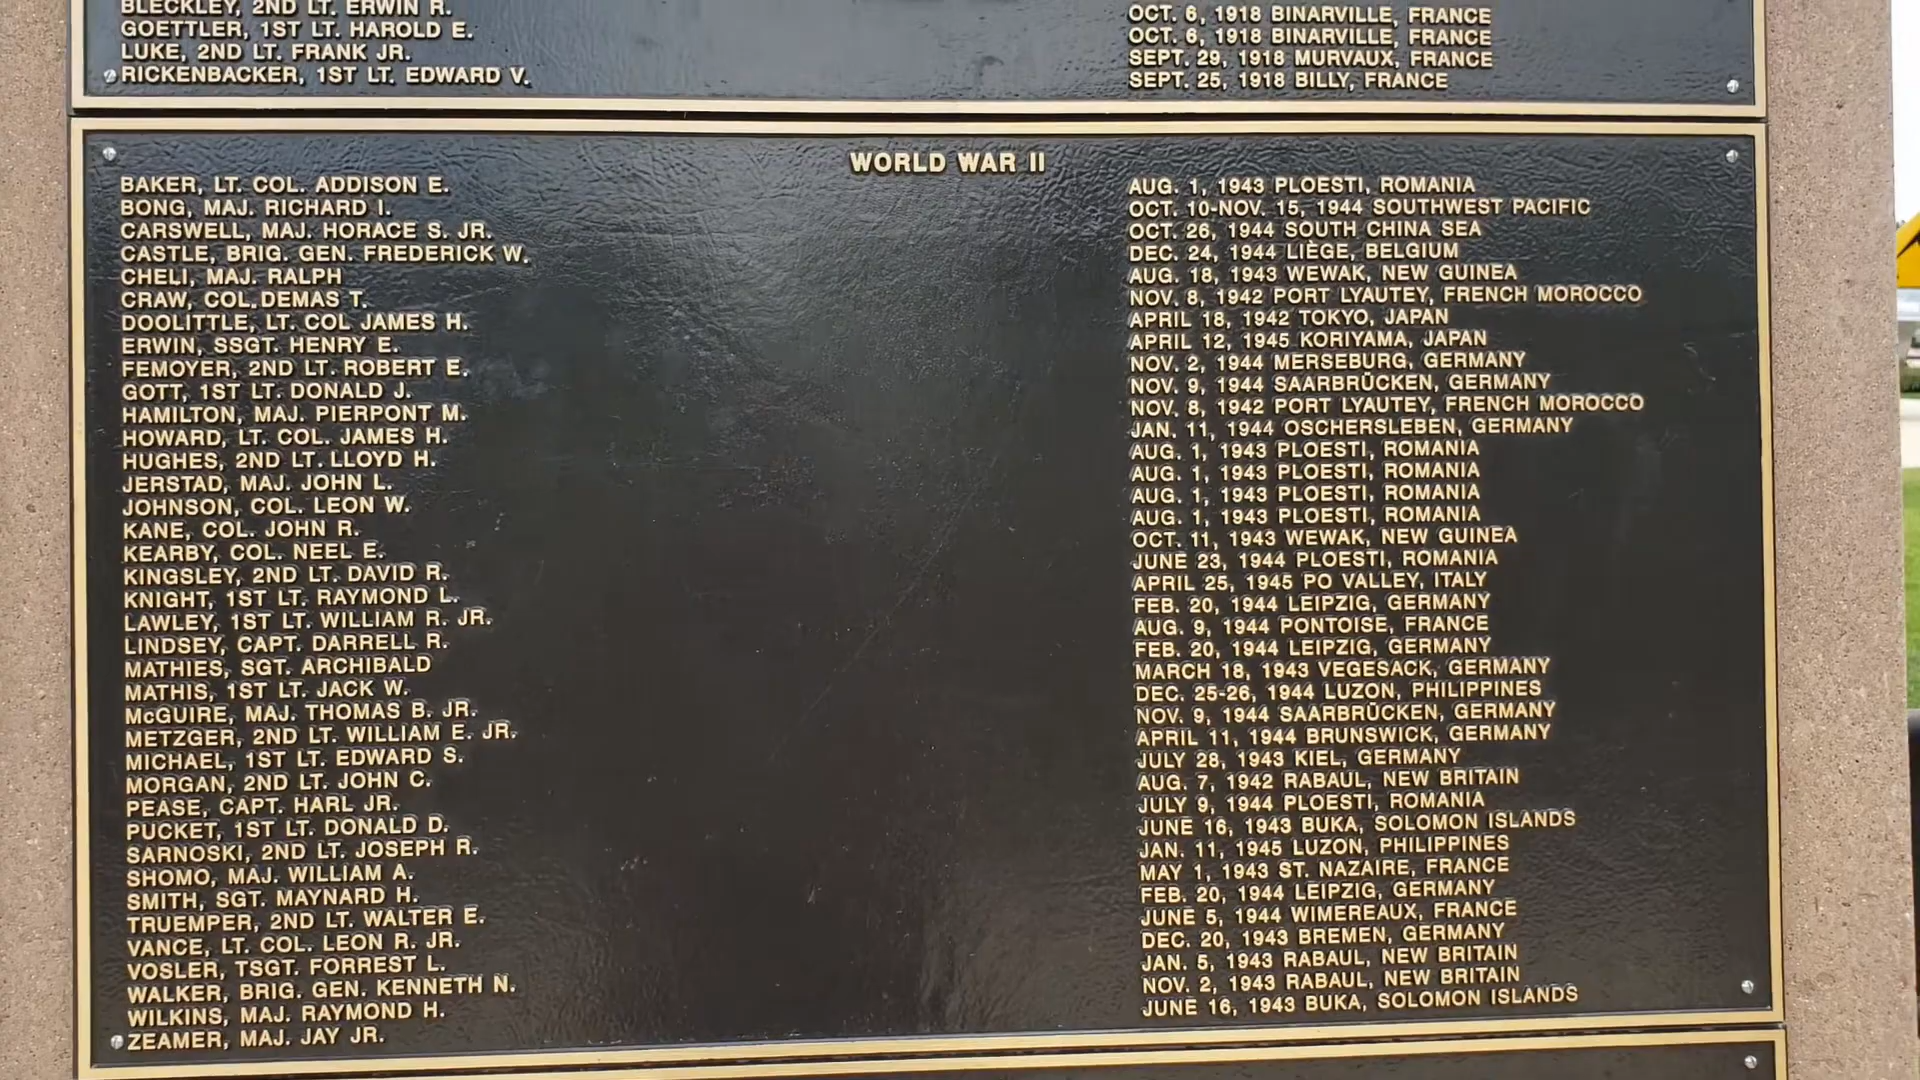 BLECKLEY, 2ND LT. ERWIN R. OCT. 6, 1918 BINARVILLE, FRANCE
GOETTLER, 1ST LT. HAROLD E. OCT. 6, 1918 BINARVILLE, FRANCE
LUKE, 2ND LT. FRANK JR. SEPT. 29, 1918 MURVAUX, FRANCE
RICKENBACKER, 1ST LT. EDWARD V. SEPT. 25, 1918 BILLY, FRANCE
WORLD WAR II
BAKER, LT. COL. ADDISON E. AUG. 1, 1943 PLOESTI, ROMANIA
BONG, MAJ. RICHARD I. OCT. 10-NOV. 15, 1944 SOUTHWEST PACIFIC
CARSWELL, MAJ. HORACE S. JR. OCT. 26, 1944 SOUTH CHINA SEA
CASTLE, BRIG. GEN. FREDERICK W. DEC. 24, 1944 LIÈGE, BELGIUM
CHELI, MAJ. RALPH AUG. 18, 1943 WEWAK, NEW GUINEA
CRAW, COL. DEMAS T. NOV. 8, 1942 PORT LYAUTEY, FRENCH MOROCCO
DOOLITTLE, LT. COL JAMES H. APRIL 18, 1942 TOKYO, JAPAN
ERWIN, SSGT. HENRY E. APRIL 12, 1945 KORIYAMA, JAPAN
FEMOYER, 2ND LT. ROBERT E. NOV. 2, 1944 MERSEBURG, GERMANY
GOTT, 1ST LT. DONALD J. NOV. 9, 1944 SAARBRÜCKEN, GERMANY
HAMILTON, MAJ. PIERPONT M. NOV. 8, 1942 PORT LYAUTEY, FRENCH MOROCCO
HOWARD, LT. COL. JAMES H. JAN. 11, 1944 OSCHERSLEBEN, GERMANY
HUGHES, 2ND LT. LLOYD H. AUG. 1, 1943 PLOESTI, ROMANIA
JERSTAD, MAJ. JOHN L. AUG. 1, 1943 PLOESTI, ROMANIA
JOHNSON, COL. LEON W. AUG. 1, 1943 PLOESTI, ROMANIA
KANE, COL. JOHN R. AUG. 1, 1943 PLOESTI, ROMANIA
KEARBY, COL. NEEL E. OCT. 11, 1943 WEWAK, NEW GUINEA
KINGSLEY, 2ND LT. DAVID R. JUNE 23, 1944 PLOESTI, ROMANIA
KNIGHT, 1ST LT. RAYMOND L. APRIL 25, 1945 PO VALLEY, ITALY
LAWLEY, 1ST LT. WILLIAM R. JR. FEB. 20, 1944 LEIPZIG, GERMANY
LINDSEY, CAPT. DARRELL R. AUG. 9, 1944 PONTOISE, FRANCE
MATHIES, SGT. ARCHIBALD FEB. 20, 1944 LEIPZIG, GERMANY
MATHIS, 1ST LT. JACK W. MARCH 18, 1943 VEGESACK, GERMANY
McGUIRE, MAJ. THOMAS B. JR. DEC. 25-26, 1944 LUZON, PHILIPPINES
METZGER, 2ND LT. WILLIAM E. JR. NOV. 9, 1944 SAARBRÜCKEN, GERMANY
MICHAEL, 1ST LT. EDWARD S. APRIL 11, 1944 BRUNSWICK, GERMANY
MORGAN, 2ND LT. JOHN C. JULY 28, 1943 KIEL, GERMANY
PEASE, CAPT. HARL JR. AUG. 7, 1942 RABAUL, NEW BRITAIN
PUCKET, 1ST LT. DONALD D. JULY 9, 1944 PLOESTI, ROMANIA
SARNOSKI, 2ND LT. JOSEPH R. JUNE 16, 1943 BUKA, SOLOMON ISLANDS
SHOMO, MAJ. WILLIAM A. JAN. 11, 1945 LUZON, PHILIPPINES
SMITH, SGT. MAYNARD H. MAY 1, 1943 ST. NAZAIRE, FRANCE
TRUEMPER, 2ND LT. WALTER E. FEB. 20, 1944 LEIPZIG, GERMANY
VANCE, LT. COL. LEON R. JR. JUNE 5, 1944 WIMEREAUX, FRANCE
VOSLER, TSGT. FORREST L. DEC. 20, 1943 BREMEN, GERMANY
WALKER, BRIG. GEN. KENNETH N. JAN. 5, 1943 RABAUL, NEW BRITAIN
WILKINS, MAJ. RAYMOND H. NOV. 2, 1943 RABAUL, NEW BRITAIN
ZEAMER, MAJ. JAY JR. JUNE 16, 1943 BUKA, SOLOMON ISLANDS